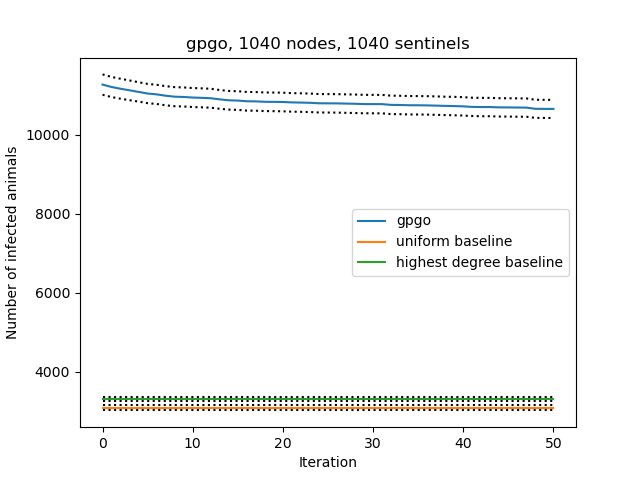 gpgo, 1040 nodes, 1040 sentinels
Number of infected animals
10000
8000
6000
4000
gpgo
uniform baseline
highest degree baseline
0 10 20 30 40 50
Iteration